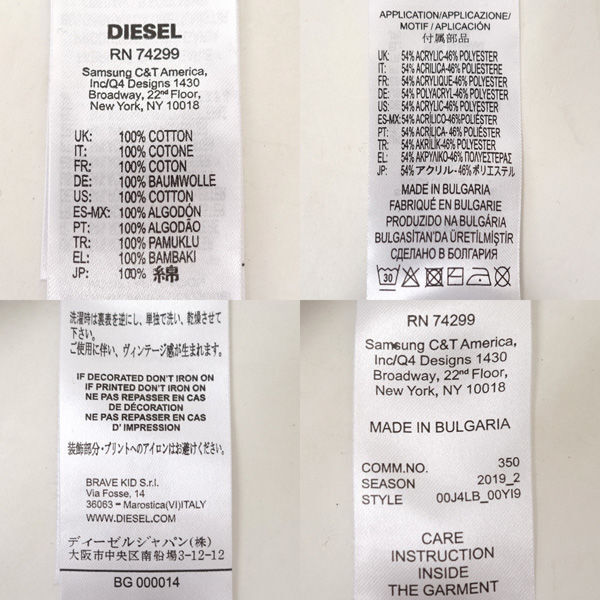 DIESEL
RN 74299
Samsung C&T America,
Inc/Q4 Designs 1430
Broadway, 22nd Floor,
New York, NY 10018
UK: 100% COTTON
IT: 100% COTONE
FR: 100% COTON
DE: 100% BAUMWOLLE
US: 100% COTTON
ES-MX: 100% ALGODÓN
PT: 100% ALGODÃO
TR: 100% PAMUKLU
EL: 100% BAMBAKI
JP: 100% 綿
APPLICATION/APPLICAZIONE/
MOTIF / APLICACIÓN
付属部品
UK: 54% ACRYLIC-46% POLYESTER
IT: 54% ACRILICA-46% POLIESTERE
FR: 54% ACRYLIQUE-46% POLYESTER
DE: 54% POLYACRYL-46% POLYESTER
US: 54% ACRYLIC-46% POLYESTER
ES-MX: 54% ACRÍLICO-46%POLIÉSTER
PT: 54% ACRÍLICA-46% POLIÉSTER
TR: 54% AKRİLİK-46% POLYESTER
EL: 54% ΑΚΡΥΛΙΚΟ-46% ΠΟΛΥΕΣΤΕΡΑΣ
JP: 54% アクリル-46% ポリエステル
MADE IN BULGARIA
FABRIQUÉ EN BULGARIE
PRODUZIDO NA BULGÁRIA
BULGASİTAN'DA ÜRETİLMİŞTİR
СДЕЛАНО В БОЛГАРИЯ
30
洗濯時は裏表を逆にし、単独で洗い、乾燥させて
下さい。
ご使用に伴い、ヴィンテージ感が生まれます。
IF DECORATED DON'T IRON ON
IF PRINTED DON'T IRON ON
NE PAS REPASSER EN CAS
DE DÉCORATION
NE PAS REPASSER EN CAS
D' IMPRESSION
装飾部分・プリントへのアイロンはお避けください。
BRAVE KID S.r.l.
Via Fosse, 14
36063 – Marostica(VI)ITALY
WWW.DIESEL.COM
ディーゼルジャパン(株)
大阪市中央区南船場3-12-12
BG 000014
RN 74299
Samsung C&T America,
Inc/Q4 Designs 1430
Broadway, 22nd Floor,
New York, NY 10018
MADE IN BULGARIA
COMM.NO. 350
SEASON 2019_2
STYLE 00J4LB_00YI9
CARE
INSTRUCTION
INSIDE
THE GARMENT